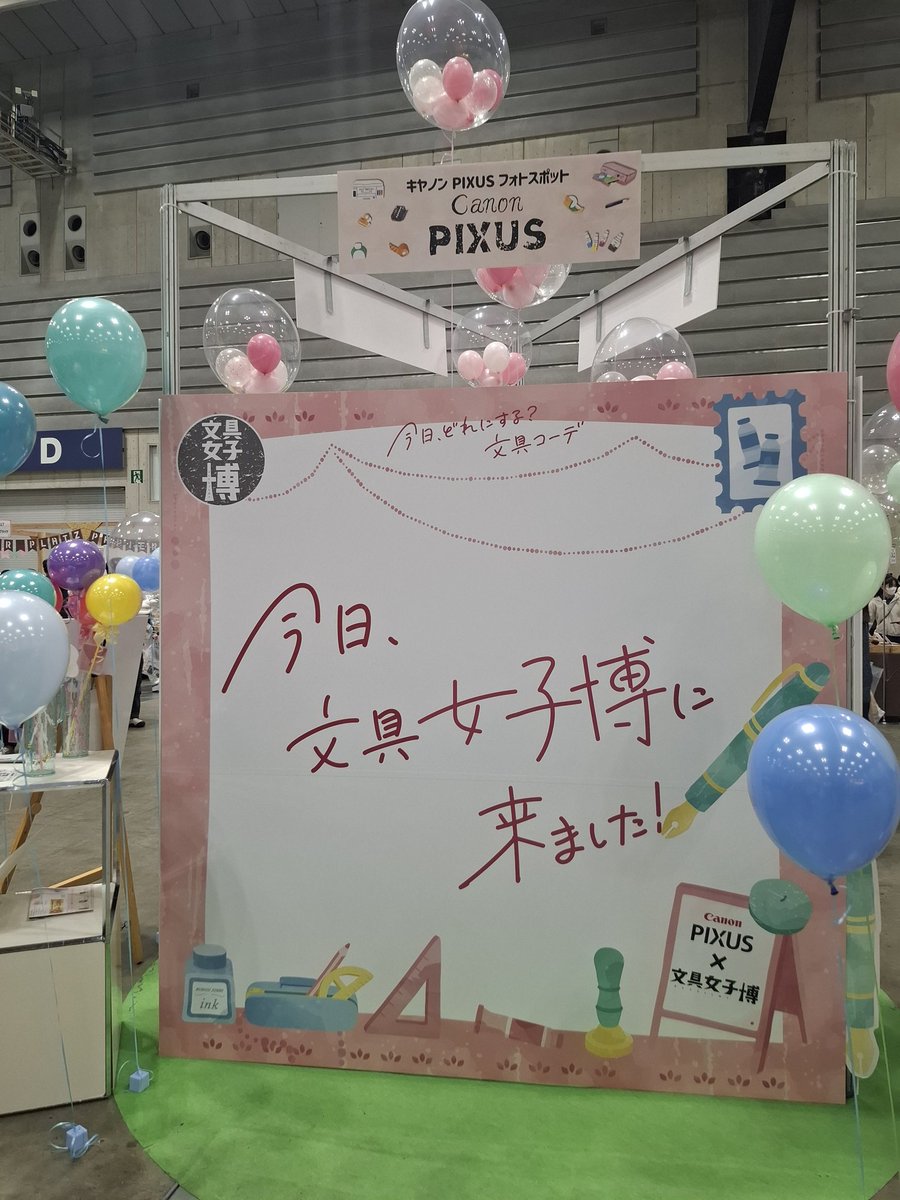 キヤノン PIXUS フォトスポット
Canon
PIXUS
D
文具
女子
博
今日、どれにする?
文具コーデ
今日、
文具女子博に
来ました!
ink
Canon
PIXUS
×
文具女子博